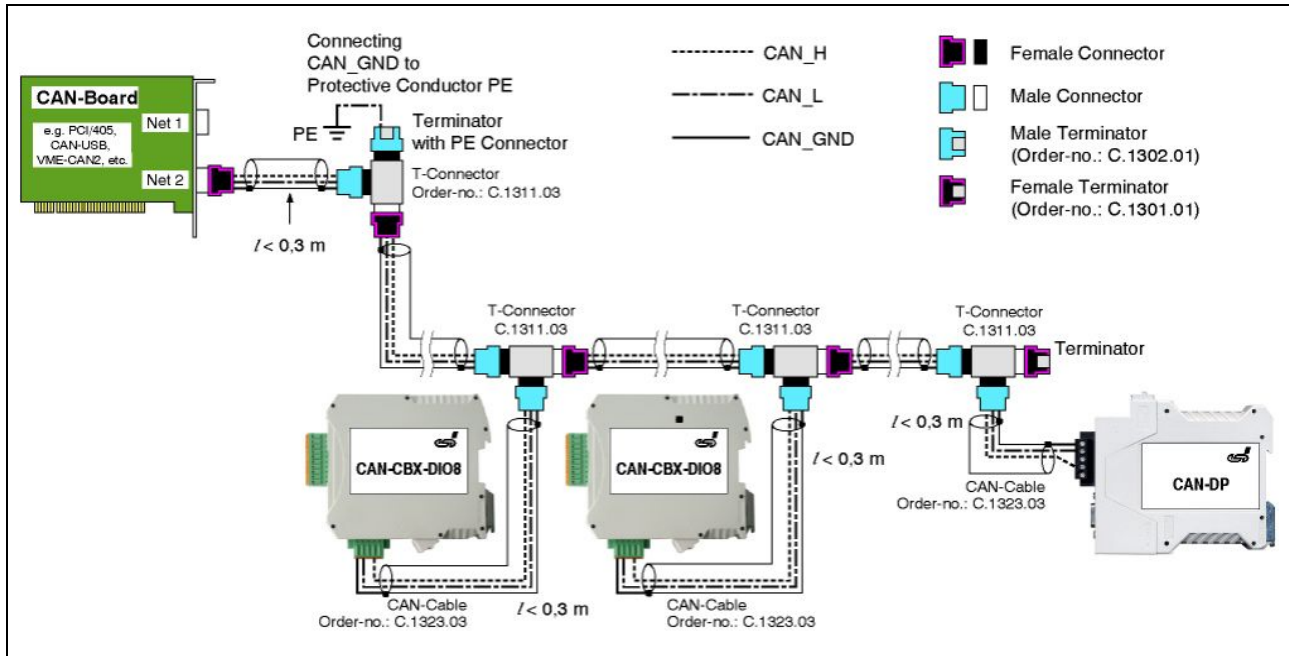 Connecting
CAN_GND to
Protective Conductor PE
CAN_H
CAN_L
CAN_GND
Female Connector
Male Connector
Male Terminator
(Order-no.: C.1302.01)
Female Terminator
(Order-no.: C.1301.01)
CAN-Board
e.g. PCI/405,
CAN-USB,
VME-CAN2, etc.
Net 1
Net 2
PE
Terminator
with PE Connector
T-Connector
Order-no.: C.1311.03
l < 0,3 m
T-Connector
C.1311.03
T-Connector
C.1311.03
T-Connector
C.1311.03
Terminator
esd
CAN-CBX-DIO8
CAN-Cable
Order-no.: C.1323.03
l < 0,3 m
esd
CAN-CBX-DIO8
CAN-Cable
Order-no.: C.1323.03
l < 0,3 m
l < 0,3 m
CAN-Cable
Order-no.: C.1323.03
esd
CAN-DP